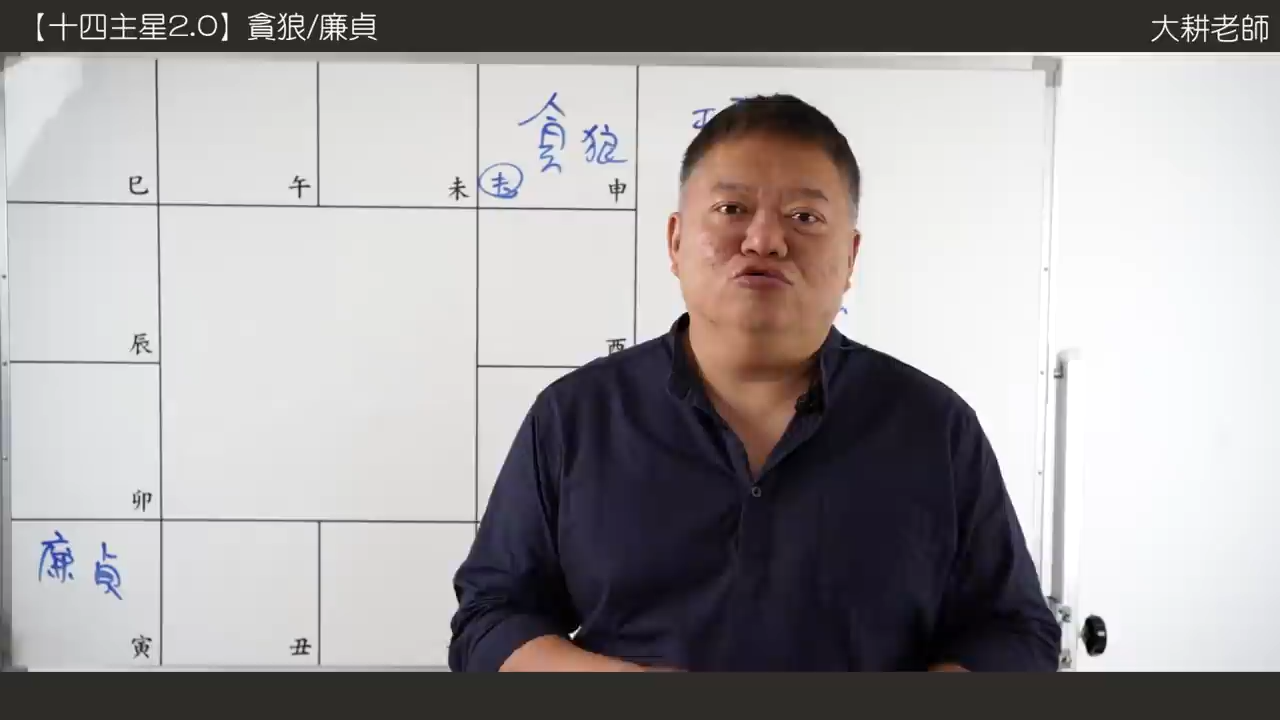 【十四主星2.0】貪狼/廉貞
大耕老師
貪狼
巳
午
未
申
辰
酉
卯
廉貞
寅
丑